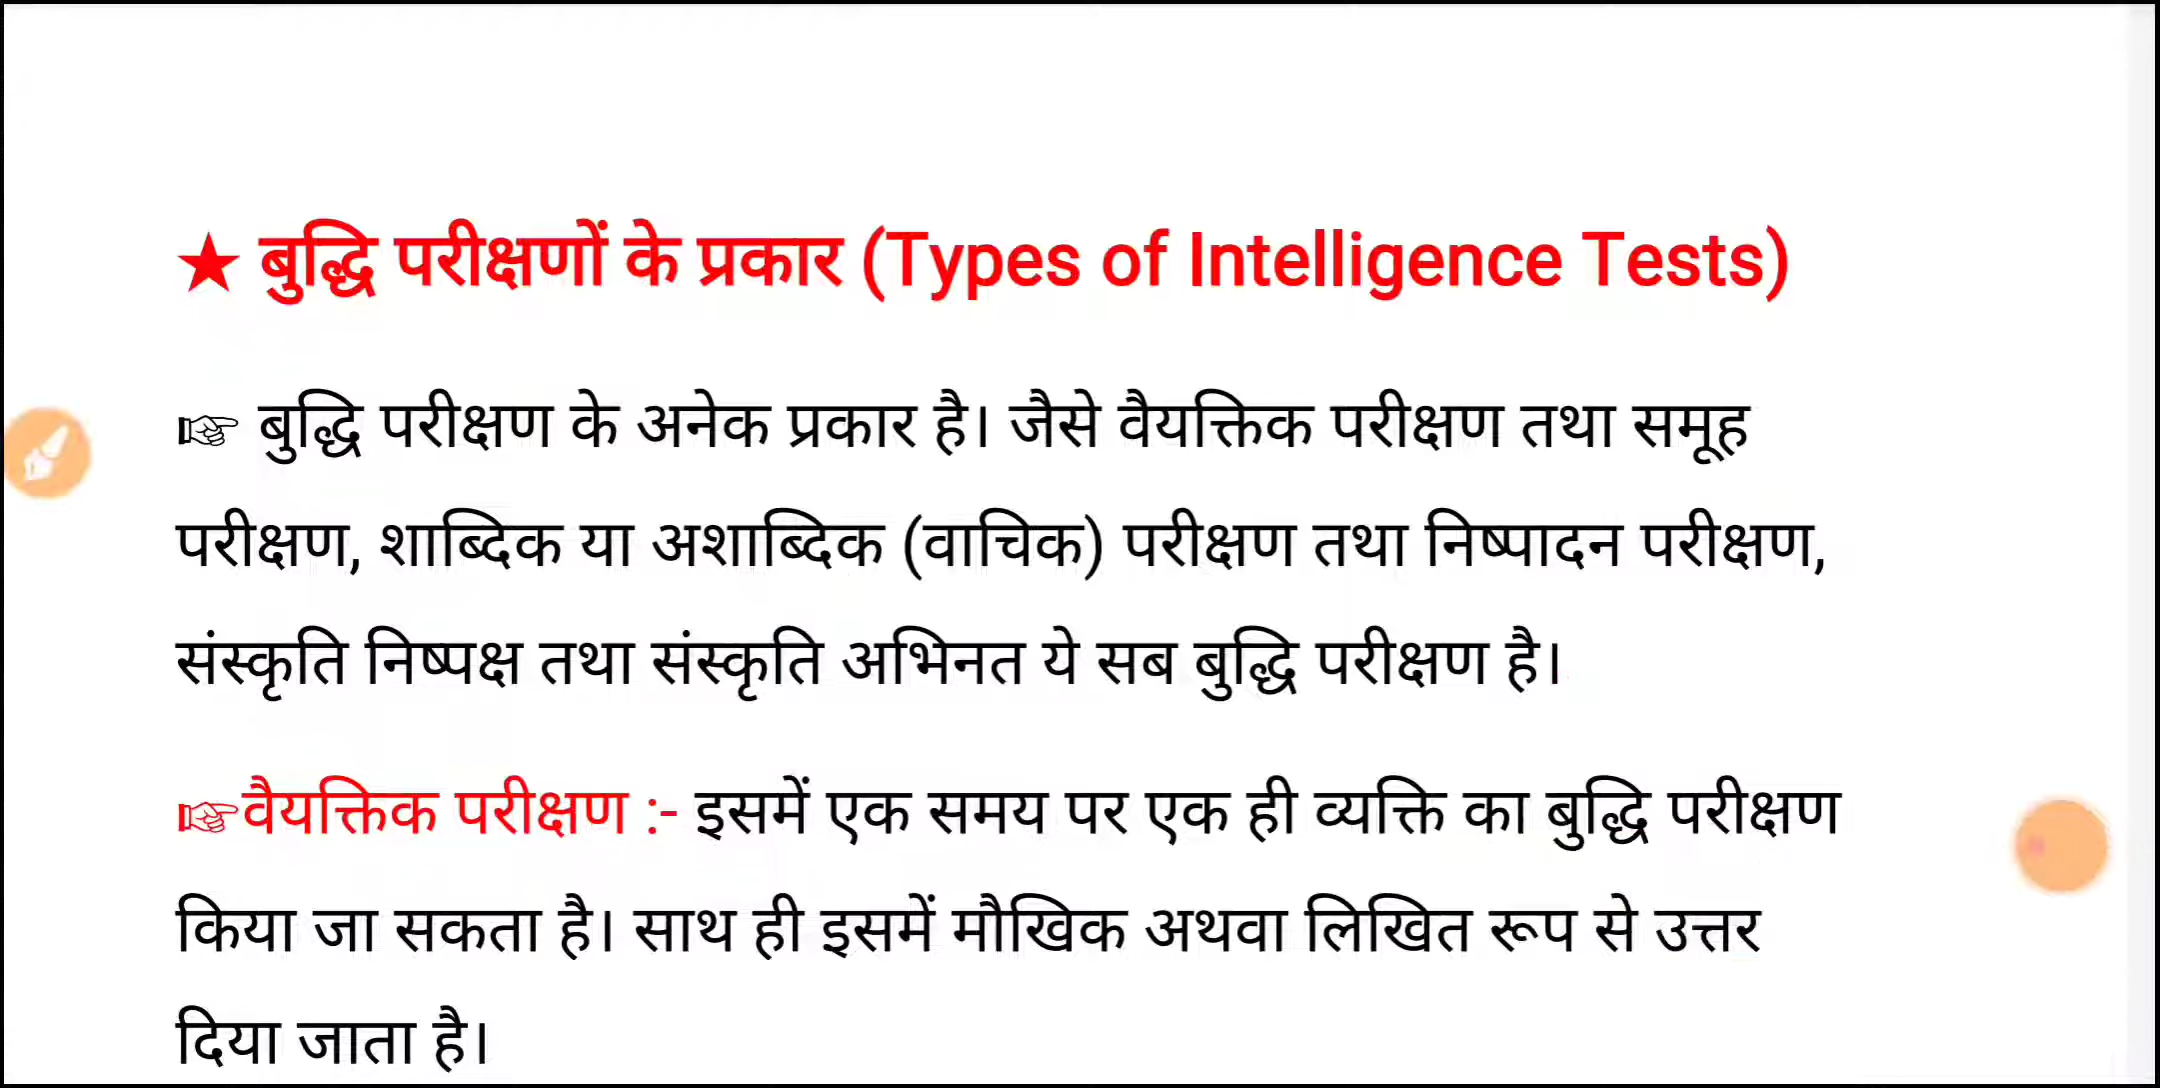 ★ बुद्धि परीक्षणों के प्रकार (Types of Intelligence Tests)
☞ बुद्धि परीक्षण के अनेक प्रकार है। जैसे वैयक्तिक परीक्षण तथा समूह
परीक्षण, शाब्दिक या अशाब्दिक (वाचिक) परीक्षण तथा निष्पादन परीक्षण,
संस्कृति निष्पक्ष तथा संस्कृति अभिनत ये सब बुद्धि परीक्षण है।
☞वैयक्तिक परीक्षण :- इसमें एक समय पर एक ही व्यक्ति का बुद्धि परीक्षण
किया जा सकता है। साथ ही इसमें मौखिक अथवा लिखित रूप से उत्तर
दिया जाता है।